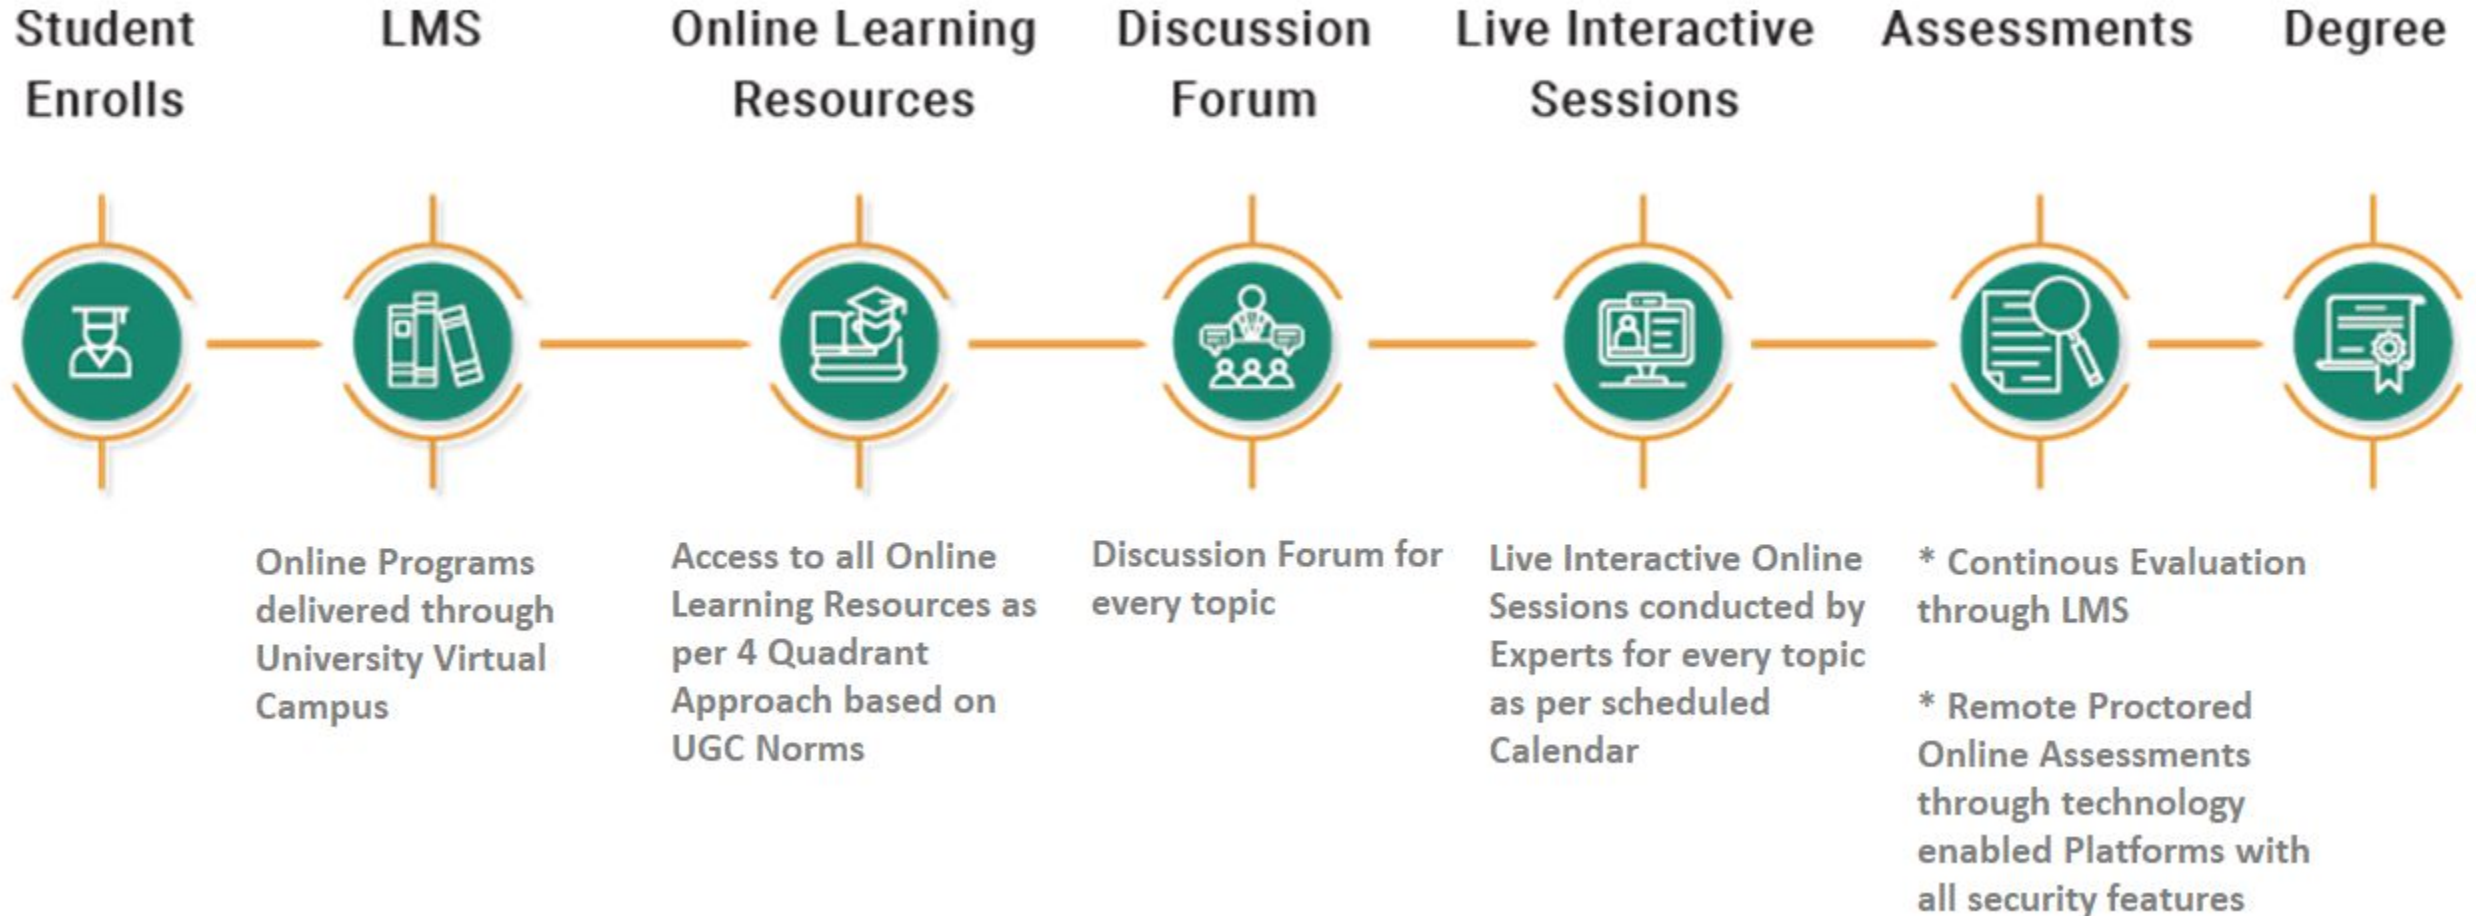 Student
Enrolls
LMS
Online Learning
Resources
Discussion
Forum
Live Interactive
Sessions
Assessments
Degree
Online Programs
delivered through
University Virtual
Campus
Access to all Online
Learning Resources as
per 4 Quadrant
Approach based on
UGC Norms
Discussion Forum for
every topic
Live Interactive Online
Sessions conducted by
Experts for every topic
as per scheduled
Calendar
* Continous Evaluation
through LMS
* Remote Proctored
Online Assessments
through technology
enabled Platforms with
all security features